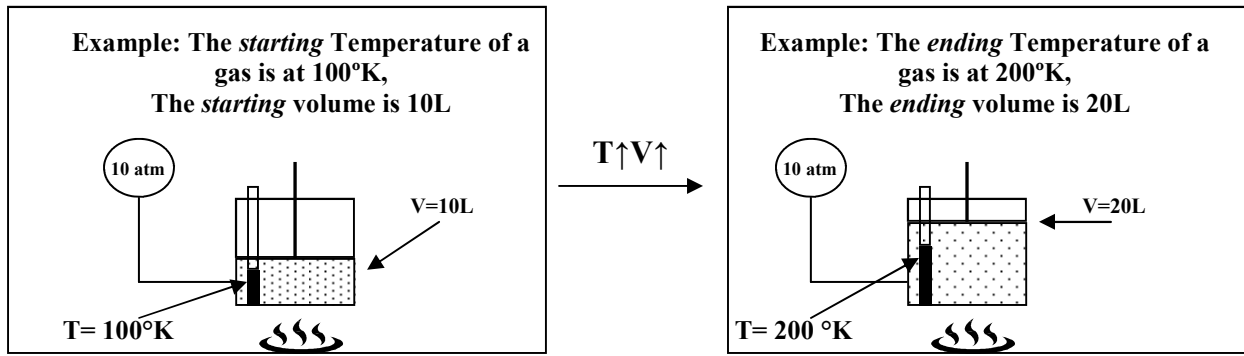 Example: The starting Temperature of a
gas is at 100ºK,
The starting volume is 10L
10 atm
V=10L
T= 100°K
T↑V↑
Example: The ending Temperature of a
gas is at 200ºK,
The ending volume is 20L
10 atm
V=20L
T= 200 °K